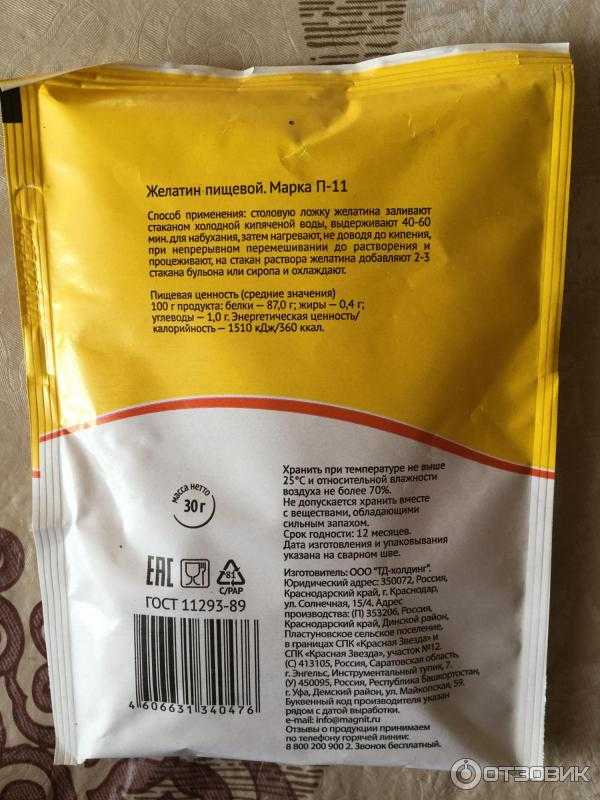 Желатин пищевой. Марка П-11
Способ применения: столовую ложку желатина заливают
стаканом холодной кипяченой воды, выдерживают 40-60
мин. для набухания, затем нагревают, не доводя до кипения,
при непрерывном перемешивании до растворения и
процеживают, на стакан раствора желатина добавляют 2-3
стакана бульона или сиропа и охлаждают.
Пищевая ценность (средние значения)
100 г продукта: белки — 87,0 г; жиры — 0,4 г;
углеводы — 1,0 г. Энергетическая ценность/
калорийность — 1510 кДж/360 ккал.
масса нетто
30 г
Хранить при температуре не выше
25°С и относительной влажности
воздуха не более 70%.
Не допускается хранить вместе
с веществами, обладающими
сильным запахом.
Срок годности: 12 месяцев.
Дата изготовления и упаковывания
указана на сварном шве.
EAC
81
C/PAP
ГОСТ 11293-89
4 606631 340476
Изготовитель: ООО "ТД-холдинг".
Юридический адрес: 350072, Россия,
Краснодарский край, г. Краснодар,
ул. Солнечная, 15/4. Адрес
производства: (П) 353206, Россия,
Краснодарский край, Динской район,
Пластуновское сельское поселение,
в границах СПК «Красная Звезда» и
СПК «Красная Звезда», участок №12.
(С) 413105, Россия, Саратовская область,
г. Энгельс, Инструментальный тупик, 7.
(У) 450095, Россия, Республика Башкортостан,
г. Уфа, Демский район, ул. Майкопская, 59.
Буквенный код производителя указан
рядом с датой выработки.
e-mail: info@magnit.ru
Отзывы о продукции принимаем
по телефону горячей линии:
8 800 200 900 2. Звонок бесплатный.
ОТЗОВИК